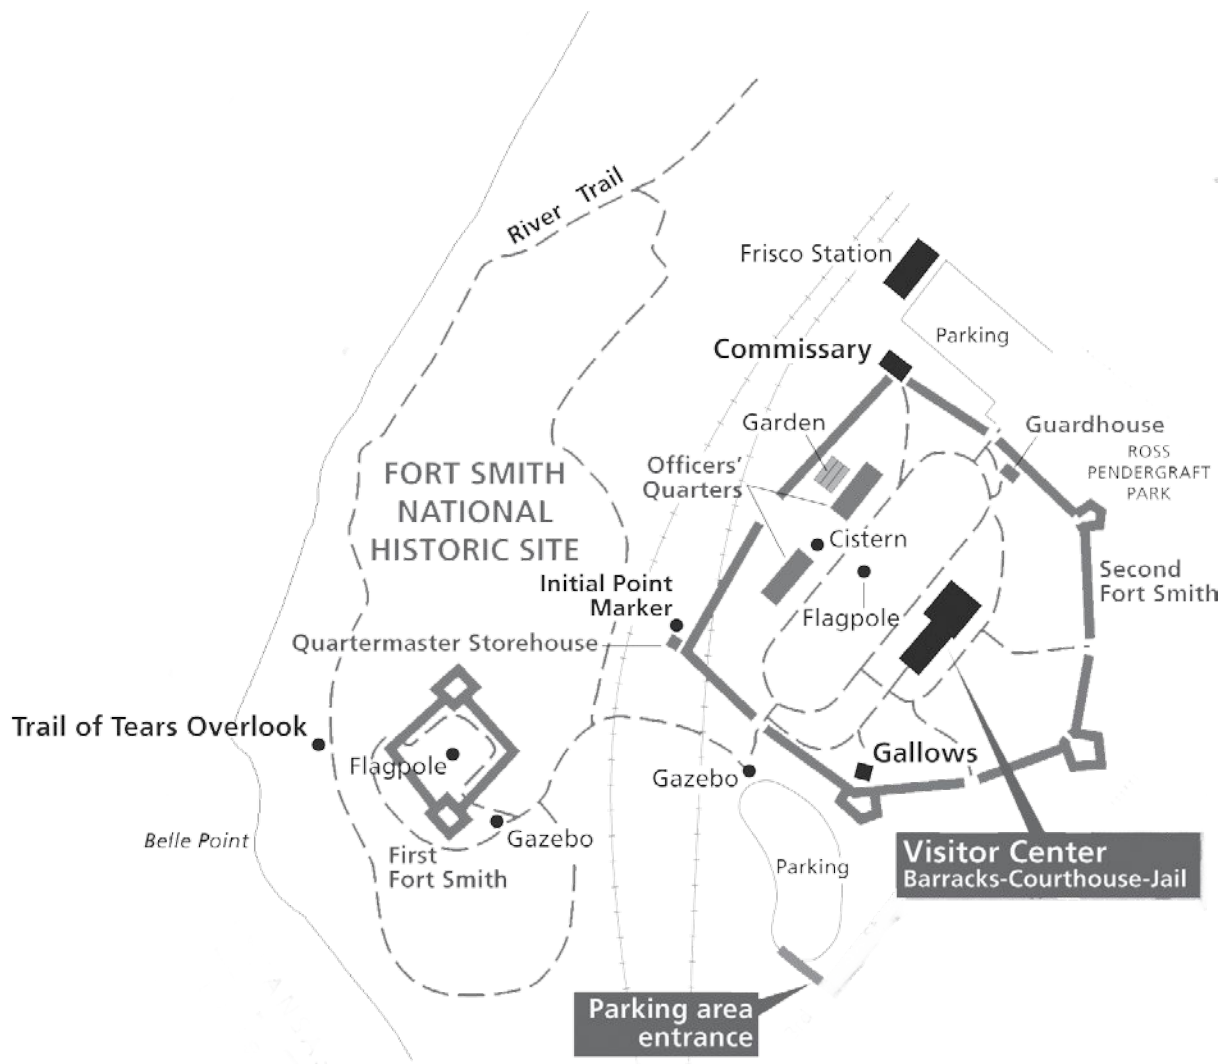 River Trail
Frisco Station
Parking
Commissary
Garden
Guardhouse
ROSS
PENDERGRAFT
PARK
Officers'
Quarters
FORT SMITH
NATIONAL
HISTORIC SITE
Cistern
Second
Fort Smith
Initial Point
Marker
Flagpole
Quartermaster Storehouse
Trail of Tears Overlook
Flagpole
Gallows
Gazebo
Belle Point
Gazebo
First
Fort Smith
Parking
Visitor Center
Barracks-Courthouse-Jail
Parking area
entrance